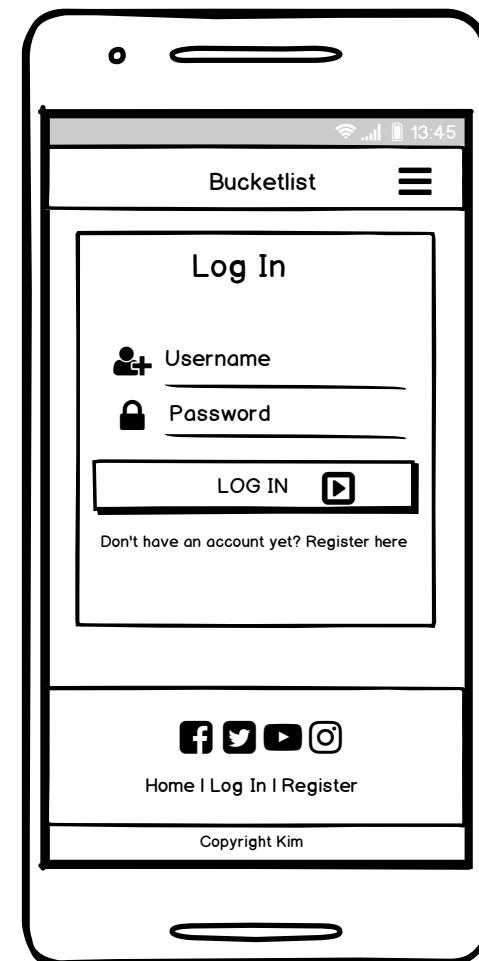 13:45
Bucketlist
Log In
Username
Password
LOG IN
Don't have an account yet? Register here
Home | Log In | Register
Copyright Kim